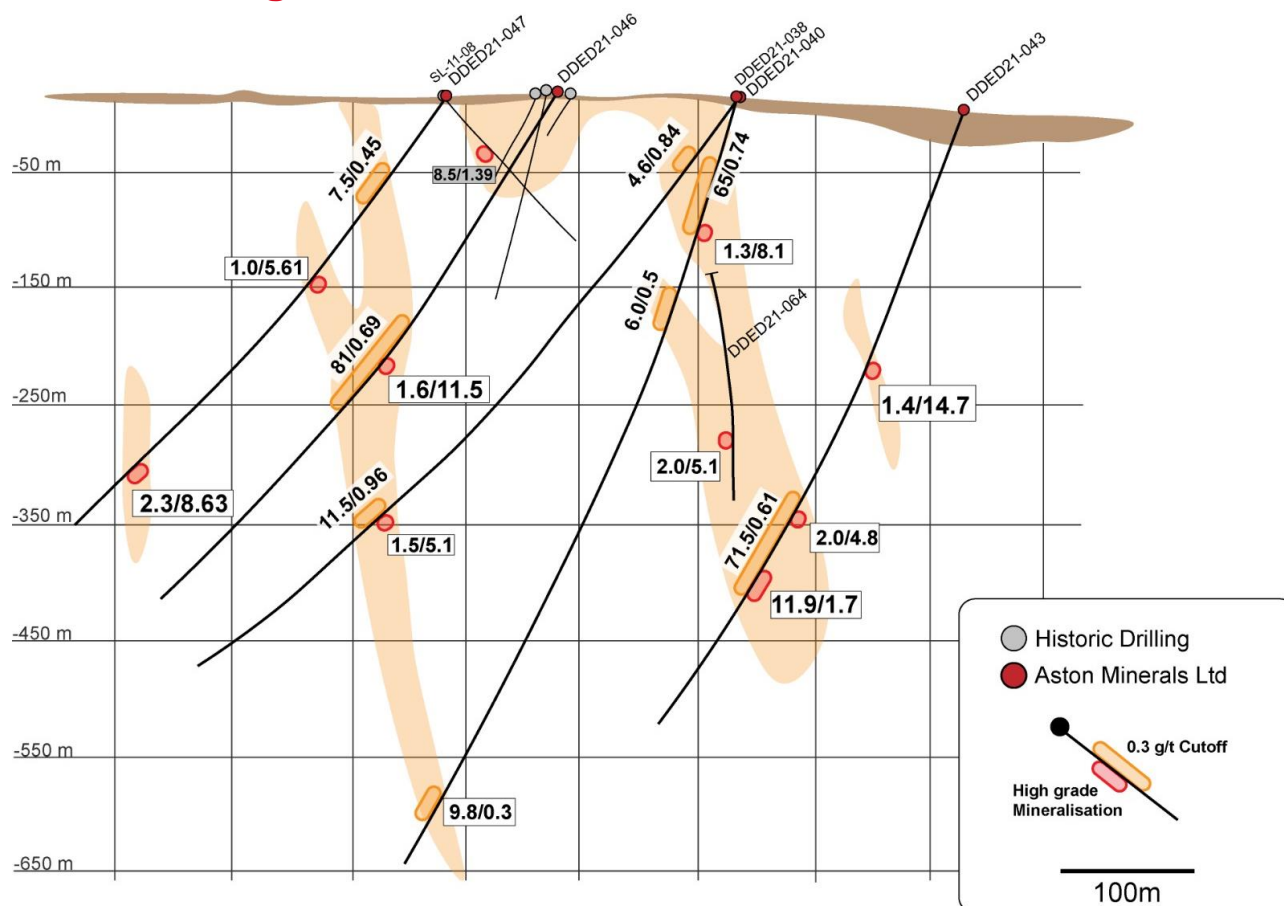 SL-11-08
DDED21-047
DDED21-046
DDED21-038
DDED21-040
DDED21-043
-50 m
7.5/0.45
8.5/1.39
4.6/0.84
65/0.74
1.0/5.61
1.3/8.1
-150 m
81/0.69
6.0/0.5
DDED21-064
1.6/11.5
1.4/14.7
-250m
2.3/8.63
11.5/0.96
2.0/5.1
1.5/5.1
71.5/0.61
2.0/4.8
-350 m
11.9/1.7
-450 m
-550 m
9.8/0.3
-650 m
Historic Drilling
Aston Minerals Ltd
0.3 g/t Cutoff
High grade
Mineralisation
100m